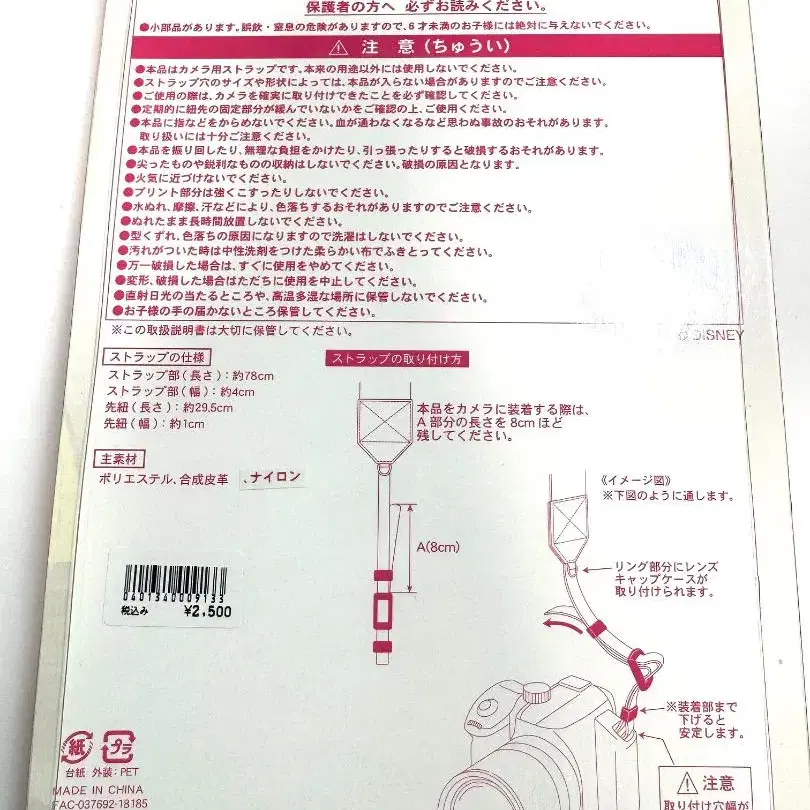 保護者の方へ 必ずお読みください。
●小部品があります。誤飲・窒息の危険がありますので、6才未満のお子様には絶対に与えないでください。
注 意(ちゅうい)
●本品はカメラ用ストラップです。本来の用途以外には使用しないでください。
●ストラップ穴のサイズや形状によっては、本品が入らない場合がありますのでご注意ください。
●ご使用の際は、カメラを確実に取り付けできたことを必ず確認してください。
●定期的に紐先の固定部分が緩んでいないかをご確認の上、ご使用ください。
●本品に指などをからめないでください。血が通わなくなるなど思わぬ事故のおそれがあります。
取り扱いには十分ご注意ください。
●本品を振り回したり、無理な負担をかけたり、引っ張ったりすると破損するおそれがあります。
●尖ったものや鋭利なものの収納はしないでください。破損の原因となります。
●火気に近づけないでください。
●プリント部分は強くこすったりしないでください。
●水ぬれ、摩擦、汗などにより、色落ちするおそれがありますのでご注意ください。
●ぬれたまま長時間放置しないでください。
●型くずれ、色落ちの原因になりますので洗濯はしないでください。
●汚れがついた時は中性洗剤をつけた柔らかい布でふきとってください。
●万一破損した場合は、すぐに使用をやめてください。
●変形、破損した場合はただちに使用を中止してください。
●直射日光の当たるところや、高温多湿な場所に保管しないでください。
●お子様の手の届かないところ保管してください。
※この取扱説明書は大切に保管してください。
© DISNEY
ストラップの仕様
ストラップ部(長さ):約78cm
ストラップ部(幅):約4cm
先紐(長さ):約29.5cm
先紐(幅):約1cm
主素材
ポリエステル、合成皮革 、ナイロン
ストラップの取り付け方
本品をカメラに装着する際は、
A部分の長さを8cmほど
残してください。
A(8cm)
《イメージ図》
※下図のように通します。
リング部分にレンズ
キャップケースが
取り付けられます。
※装着部まで
下げると
安定します。
注意
取り付け穴幅が
0401340009133
税込み ¥2,500
紙 プラ
台紙 外装:PET
MADE IN CHINA
FAC-037692-18185